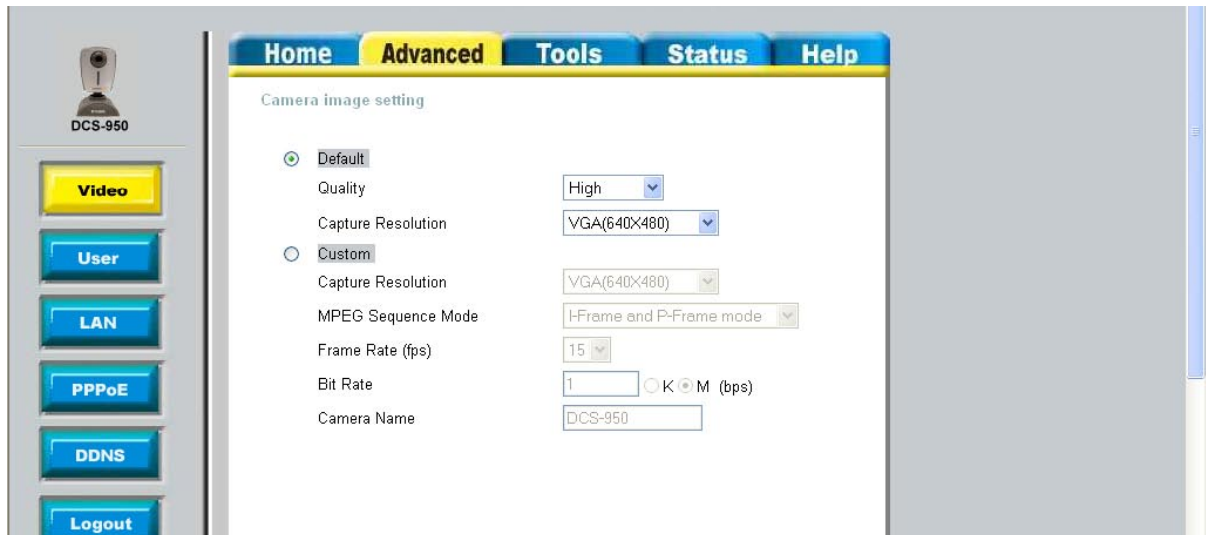 Home Advanced Tools Status Help
DCS-950
Video
User
LAN
PPPoE
DDNS
Logout
Camera image setting
Default
Quality High
Capture Resolution VGA(640X480)
Custom
Capture Resolution VGA(640X480)
MPEG Sequence Mode I-Frame and P-Frame mode
Frame Rate (fps) 15
Bit Rate 1 K M (bps)
Camera Name DCS-950